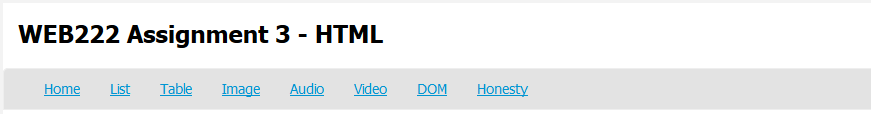 WEB222 Assignment 3 - HTML
Home List Table Image Audio Video DOM Honesty